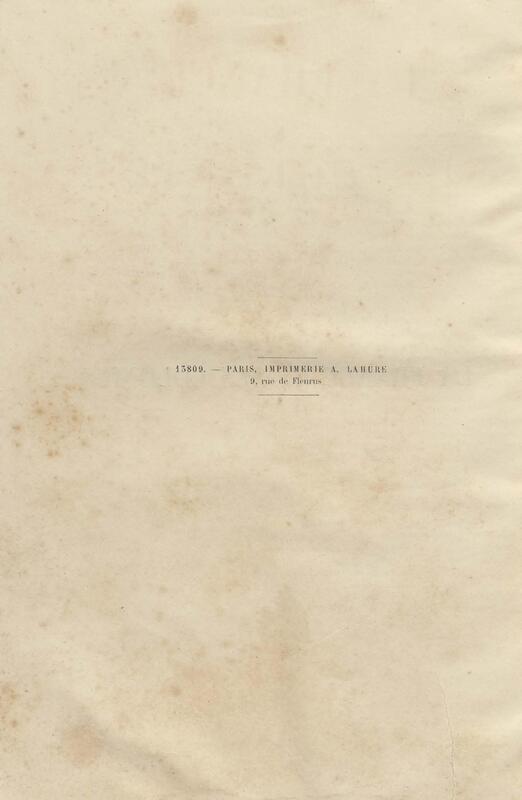 13809. — PARIS, IMPRIMERIE A. LAHURE
9, rue de Fleurus